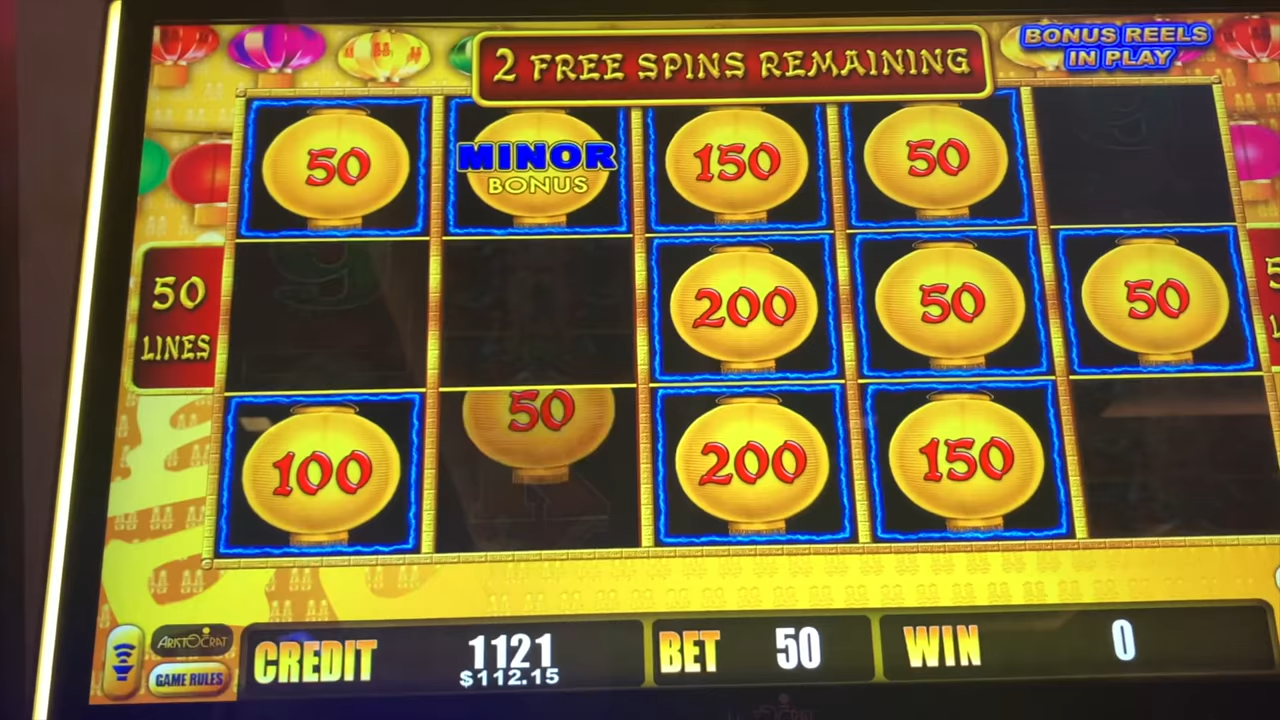 2 FREE SPINS REMAINING
BONUS REELS
IN PLAY
50
MINOR
BONUS
150
50
50
LINES
200
50
50
100
50
200
150
ARISTOCRAT
GAME RULES
CREDIT
1121
$112.15
BET
50
WIN
0